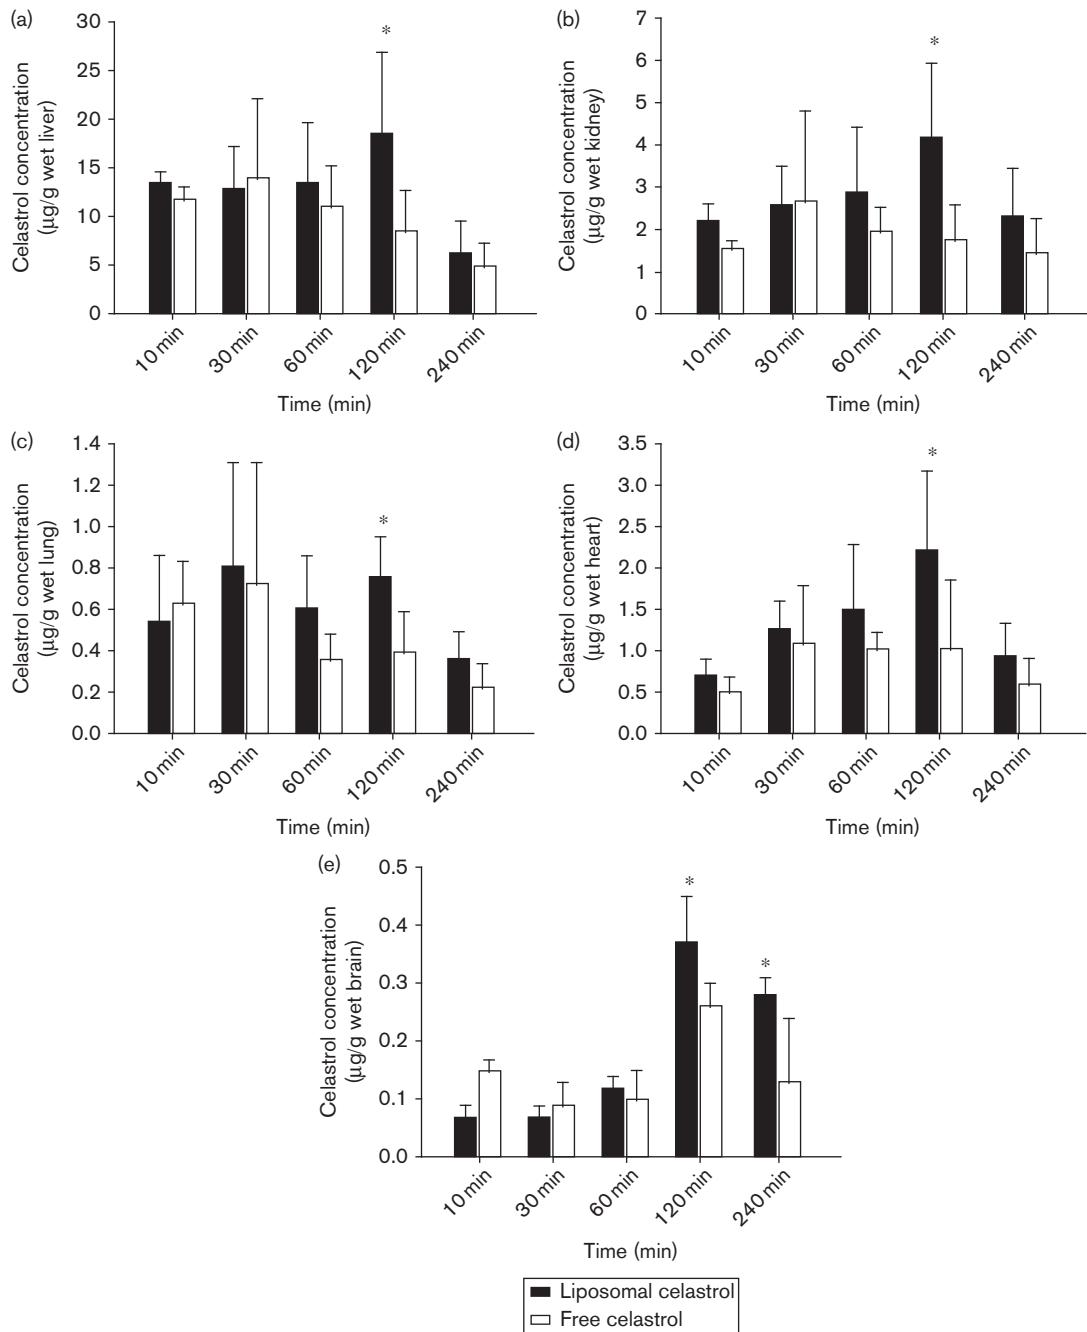 (a)
Celastrol concentration
(µg/g wet liver)
30
25
20
15
10
5
0
*
10 min
30 min
60 min
120 min
240 min
Time (min)
(b)
Celastrol concentration
(µg/g wet kidney)
7
6
5
4
3
2
1
0
*
10 min
30 min
60 min
120 min
240 min
Time (min)
(c)
Celastrol concentration
(µg/g wet lung)
1.4
1.2
1.0
0.8
0.6
0.4
0.2
0.0
*
10 min
30 min
60 min
120 min
240 min
Time (min)
(d)
Celastrol concentration
(µg/g wet heart)
3.5
3.0
2.5
2.0
1.5
1.0
0.5
0.0
*
10 min
30 min
60 min
120 min
240 min
Time (min)
(e)
Celastrol concentration
(µg/g wet brain)
0.5
0.4
0.3
0.2
0.1
0.0
*
*
10 min
30 min
60 min
120 min
240 min
Time (min)
Liposomal celastrol
Free celastrol